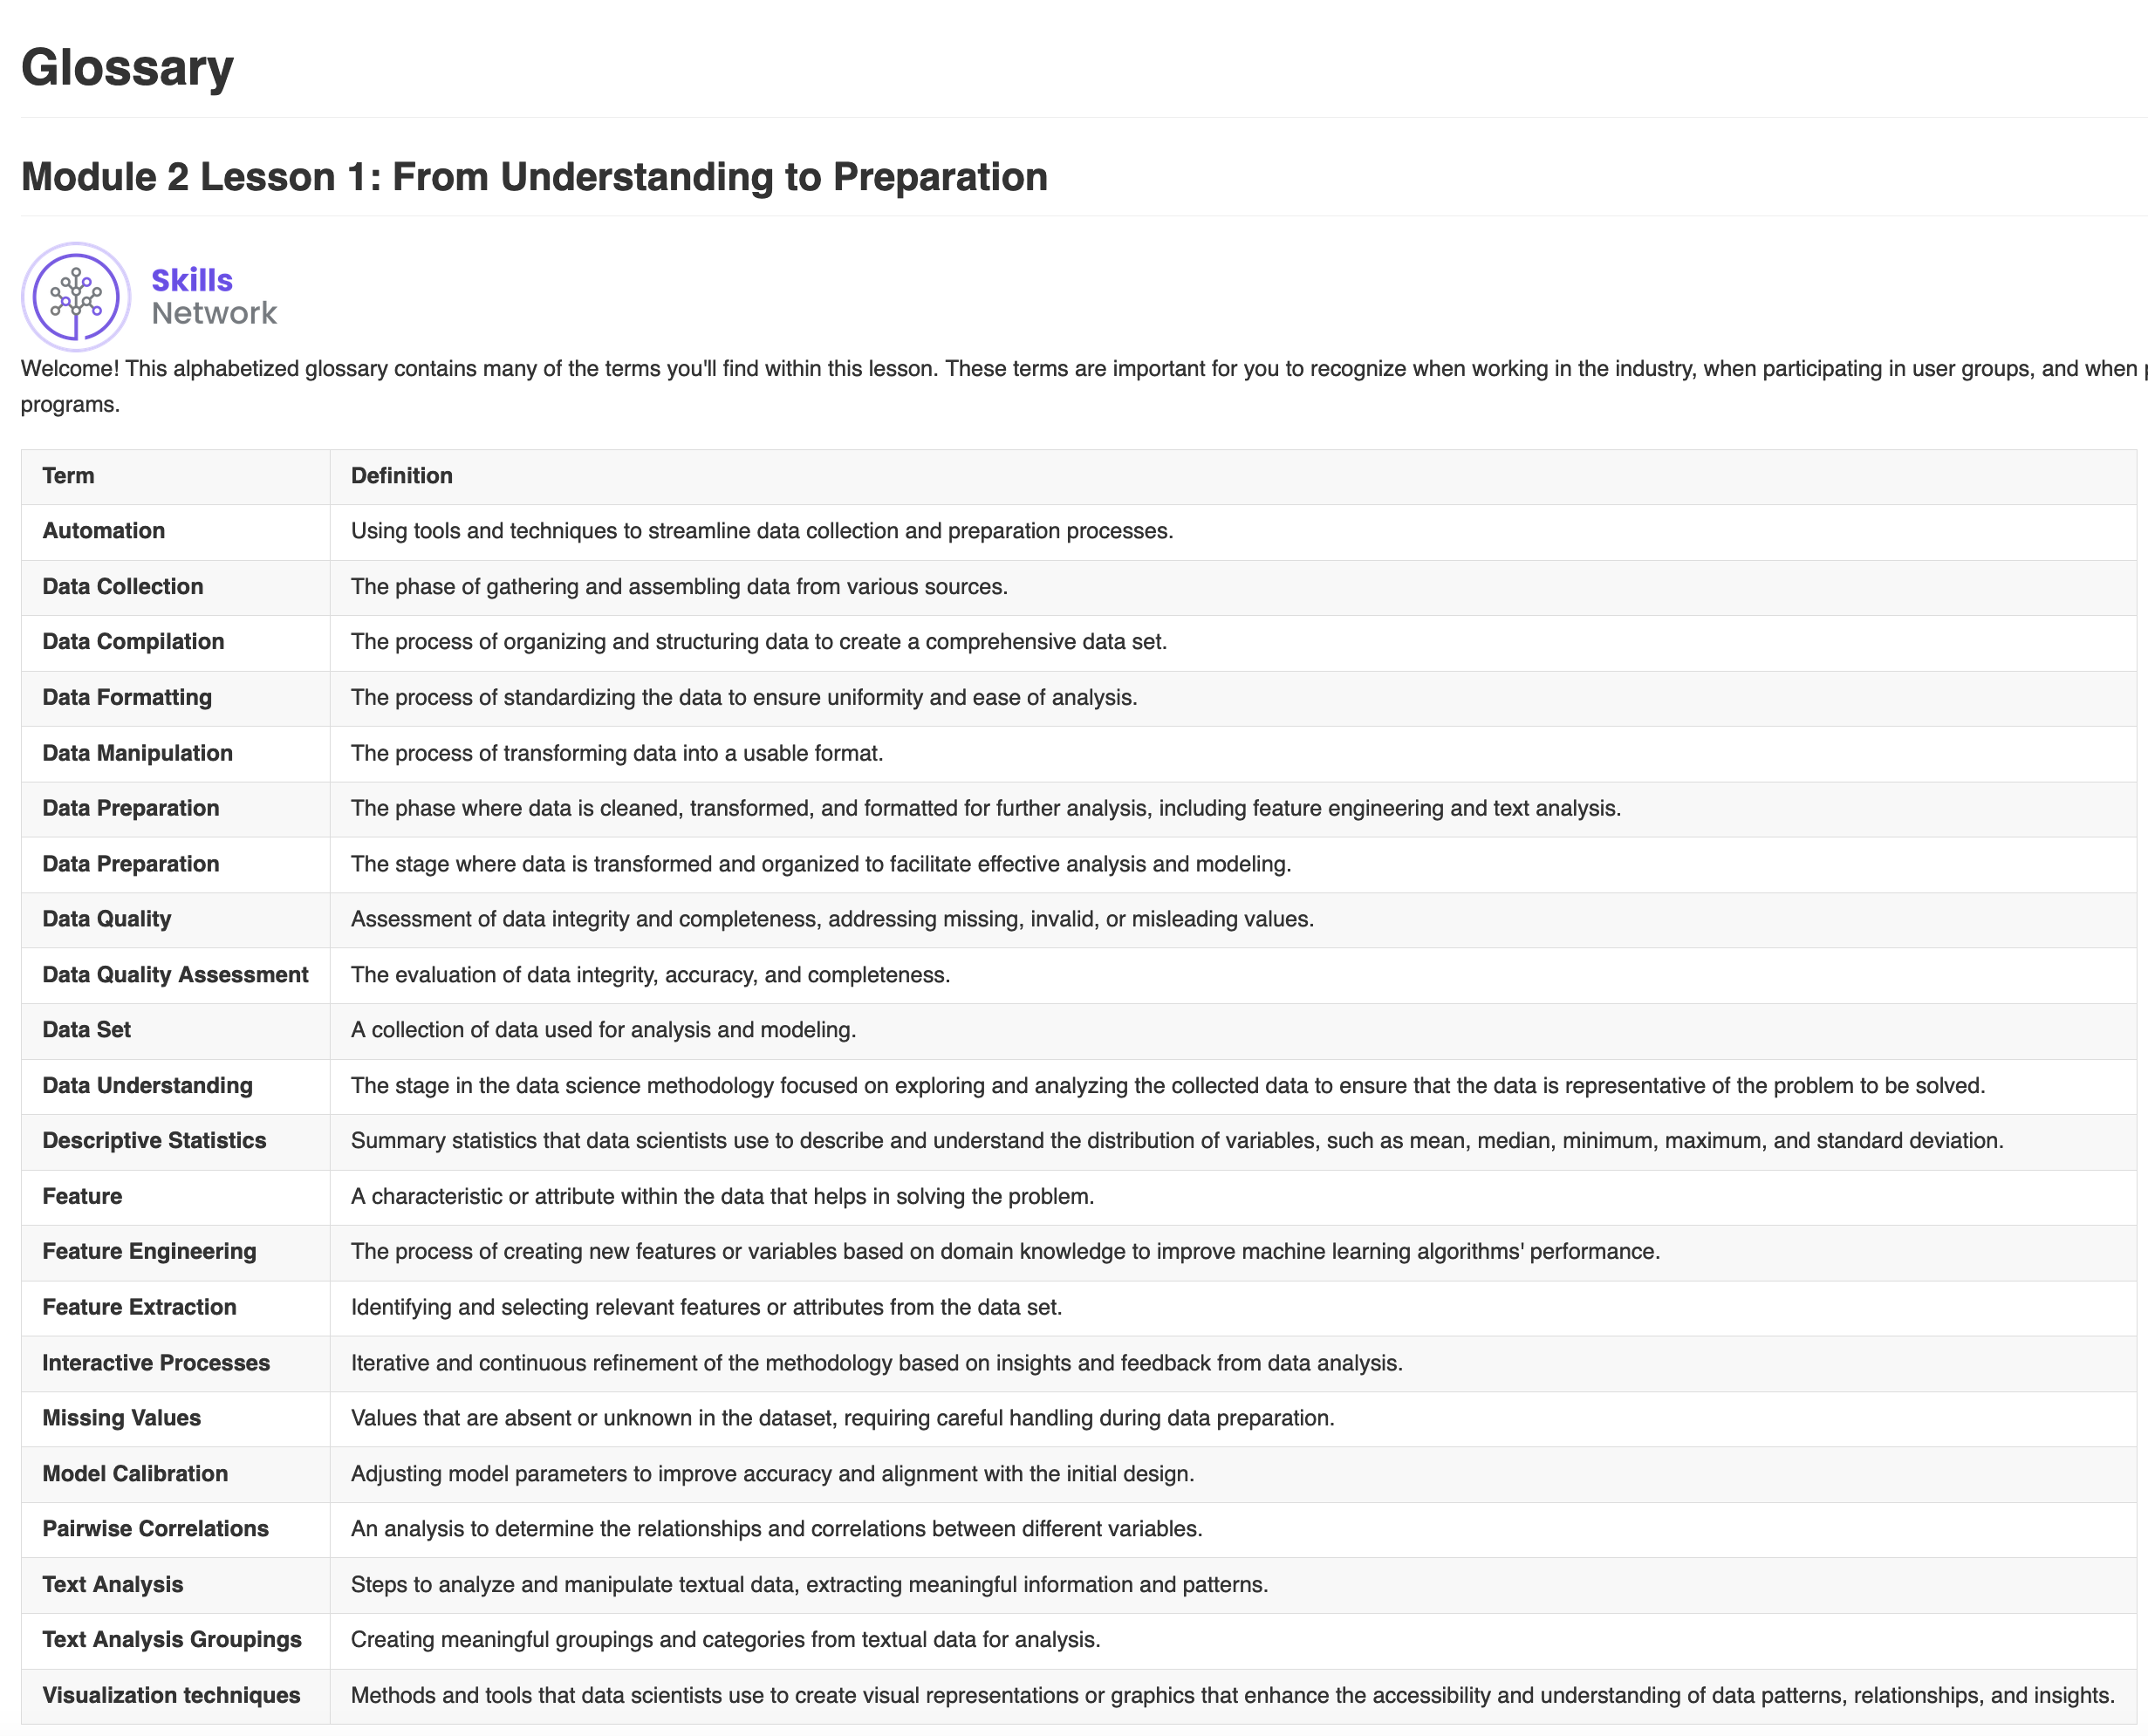 Glossary
Module 2 Lesson 1: From Understanding to Preparation
Skills
Network
Welcome! This alphabetized glossary contains many of the terms you'll find within this lesson. These terms are important for you to recognize when working in the industry, when participating in user groups, and when
programs.
Term Definition
Automation Using tools and techniques to streamline data collection and preparation processes.
Data Collection The phase of gathering and assembling data from various sources.
Data Compilation The process of organizing and structuring data to create a comprehensive data set.
Data Formatting The process of standardizing the data to ensure uniformity and ease of analysis.
Data Manipulation The process of transforming data into a usable format.
Data Preparation The phase where data is cleaned, transformed, and formatted for further analysis, including feature engineering and text analysis.
Data Preparation The stage where data is transformed and organized to facilitate effective analysis and modeling.
Data Quality Assessment of data integrity and completeness, addressing missing, invalid, or misleading values.
Data Quality Assessment The evaluation of data integrity, accuracy, and completeness.
Data Set A collection of data used for analysis and modeling.
Data Understanding The stage in the data science methodology focused on exploring and analyzing the collected data to ensure that the data is representative of the problem to be solved.
Descriptive Statistics Summary statistics that data scientists use to describe and understand the distribution of variables, such as mean, median, minimum, maximum, and standard deviation.
Feature A characteristic or attribute within the data that helps in solving the problem.
Feature Engineering The process of creating new features or variables based on domain knowledge to improve machine learning algorithms' performance.
Feature Extraction Identifying and selecting relevant features or attributes from the data set.
Interactive Processes Iterative and continuous refinement of the methodology based on insights and feedback from data analysis.
Missing Values Values that are absent or unknown in the dataset, requiring careful handling during data preparation.
Model Calibration Adjusting model parameters to improve accuracy and alignment with the initial design.
Pairwise Correlations An analysis to determine the relationships and correlations between different variables.
Text Analysis Steps to analyze and manipulate textual data, extracting meaningful information and patterns.
Text Analysis Groupings Creating meaningful groupings and categories from textual data for analysis.
Visualization techniques Methods and tools that data scientists use to create visual representations or graphics that enhance the accessibility and understanding of data patterns, relationships, and insights.